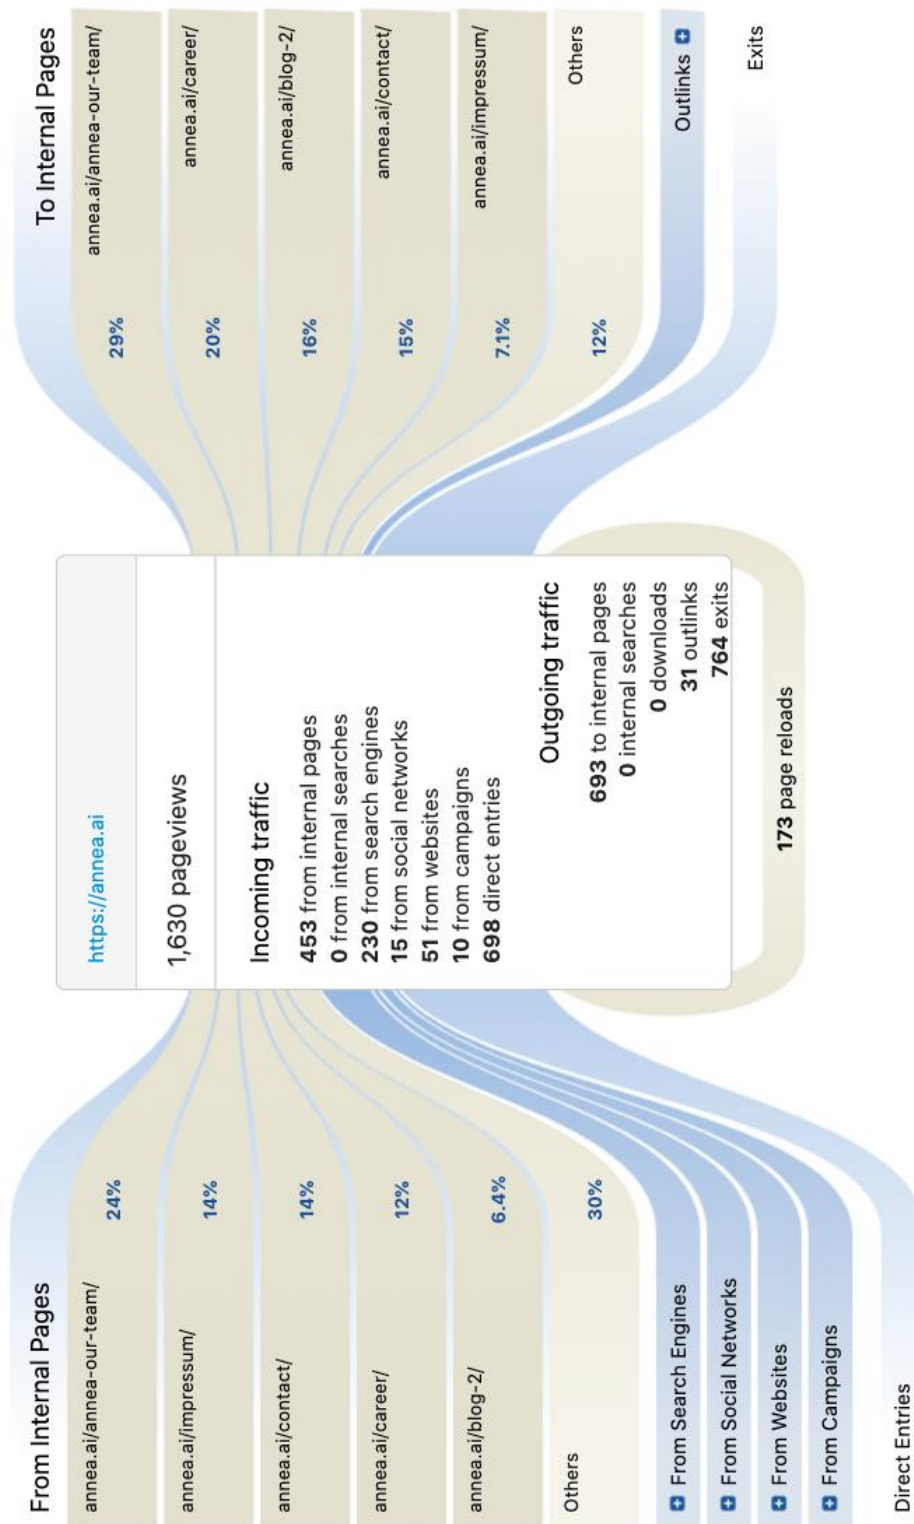 From Internal Pages
annea.ai/annea-our-team/
24%
annea.ai/impressum/
14%
annea.ai/contact/
14%
annea.ai/career/
12%
annea.ai/blog-2/
6.4%
Others
30%
From Search Engines
From Social Networks
From Websites
From Campaigns
Direct Entries
https://annea.ai
1,630 pageviews
Incoming traffic
453 from internal pages
0 from internal searches
230 from search engines
15 from social networks
51 from websites
10 from campaigns
698 direct entries
Outgoing traffic
693 to internal pages
0 internal searches
0 downloads
31 outlinks
764 exits
173 page reloads
To Internal Pages
29%
annea.ai/annea-our-team/
20%
annea.ai/career/
16%
annea.ai/blog-2/
15%
annea.ai/contact/
7.1%
annea.ai/impressum/
12%
Others
Outlinks
Exits